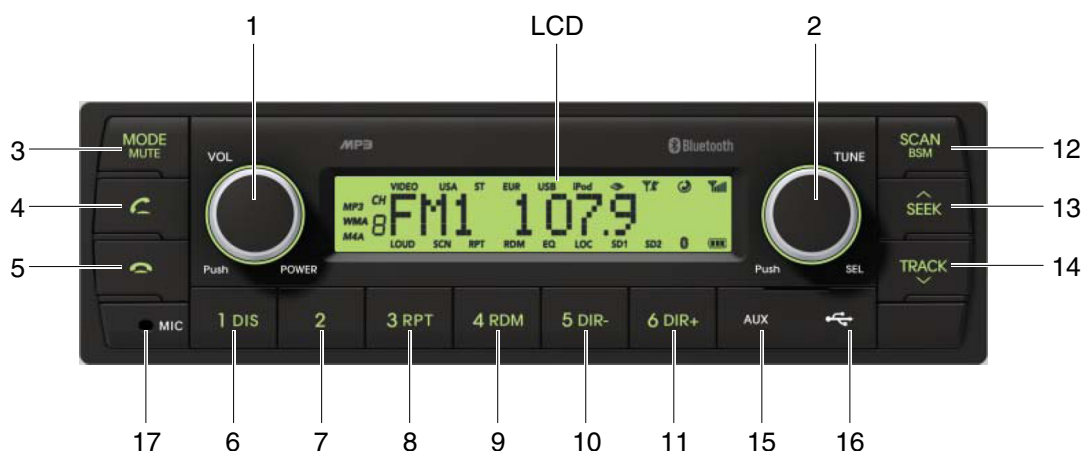 1 LCD 2
3 MODE MUTE
VOL
MP3
Bluetooth
TUNE
SCAN BSM 12
VIDEO USA ST EUR USB iPod
MP3 CH
WMA 8 FM1 107.9
M4A
LOUD SCN RPT RDM EQ LOC SD1 SD2
4
SEEK 13
5
Push POWER
Push SEL
TRACK 14
MIC
1 DIS
2
3 RPT
4 RDM
5 DIR-
6 DIR+
AUX
17 6 7 8 9 10 11 15 16